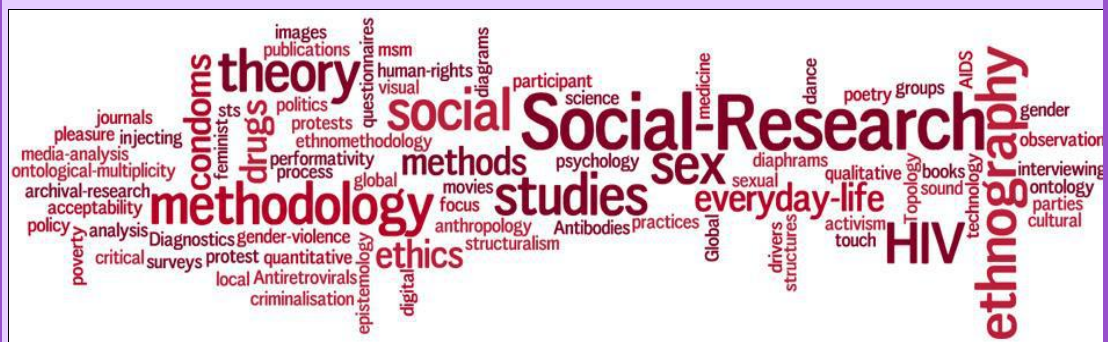 images
publications
theory
questionnaires
msm
human-rights
visual
diagrams
participant
condoms
sts
feminist
drugs
politics
protests
ethnomethodology
social
science
Social-Research
medicine
dance
poetry
groups
AIDS
ethnography
gender
observation
journals
pleasure
injecting
media-analysis
ontological-multiplicity
archival-research
acceptability
performativity
process
global
methods
psychology
sex
diaphrams
sexual
qualitative
Topology
books
sound
technology
interviewing
ontology
parties
cultural
methodology
movies
focus
studies
everyday-life
policy
poverty
analysis
Diagnostics
gender-violence
anthropology
structuralism
Antibodies
practices
Global
drivers
structures
activism
touch
HIV
critical
surveys
protest
quantitative
epistemology
ethics
digital
local
Antiretrovirals
criminalisation